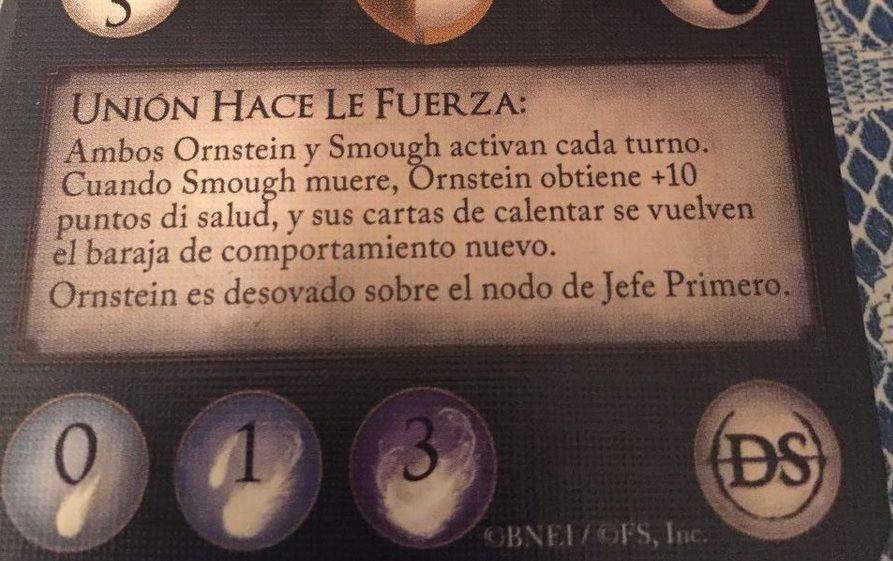 5
UNIÓN HACE LE FUERZA:
Ambos Ornstein y Smough activan cada turno.
Cuando Smough muere, Ornstein obtiene +10
puntos di salud, y sus cartas de calentar se vuelven
el baraja de comportamiento nuevo.
Ornstein es desovado sobre el nodo de Jefe Primero.
0 1 3 DS
©BNEI / ©FS, Inc.